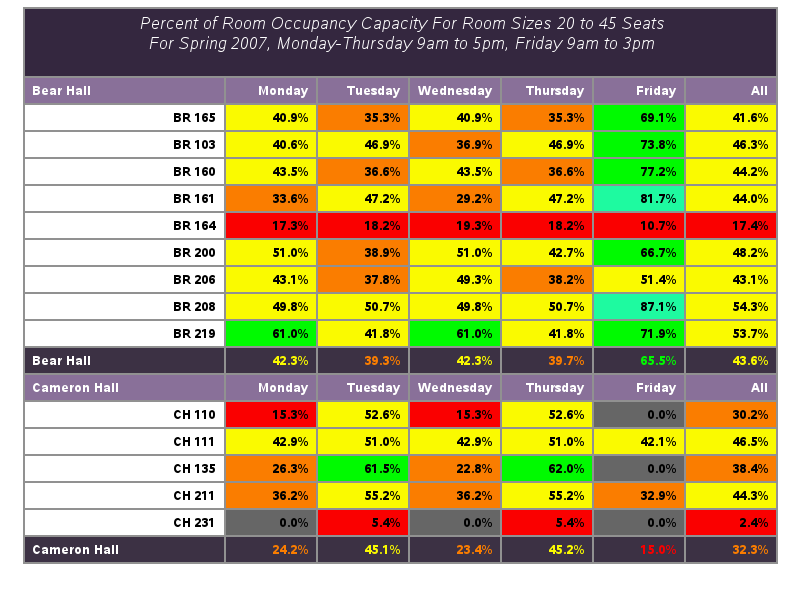 Percent of Room Occupancy Capacity For Room Sizes 20 to 45 Seats
For Spring 2007, Monday-Thursday 9am to 5pm, Friday 9am to 3pm
Bear Hall Monday Tuesday Wednesday Thursday Friday All
BR 165 40.9% 35.3% 40.9% 35.3% 69.1% 41.6%
BR 103 40.6% 46.9% 36.9% 46.9% 73.8% 46.3%
BR 160 43.5% 36.6% 43.5% 36.6% 77.2% 44.2%
BR 161 33.6% 47.2% 29.2% 47.2% 81.7% 44.0%
BR 164 17.3% 18.2% 19.3% 18.2% 10.7% 17.4%
BR 200 51.0% 38.9% 51.0% 42.7% 66.7% 48.2%
BR 206 43.1% 37.8% 49.3% 38.2% 51.4% 43.1%
BR 208 49.8% 50.7% 49.8% 50.7% 87.1% 54.3%
BR 219 61.0% 41.8% 61.0% 41.8% 71.9% 53.7%
Bear Hall 42.3% 39.3% 42.3% 39.7% 65.5% 43.6%
Cameron Hall Monday Tuesday Wednesday Thursday Friday All
CH 110 15.3% 52.6% 15.3% 52.6% 0.0% 30.2%
CH 111 42.9% 51.0% 42.9% 51.0% 42.1% 46.5%
CH 135 26.3% 61.5% 22.8% 62.0% 0.0% 38.4%
CH 211 36.2% 55.2% 36.2% 55.2% 32.9% 44.3%
CH 231 0.0% 5.4% 0.0% 5.4% 0.0% 2.4%
Cameron Hall 24.2% 45.1% 23.4% 45.2% 15.0% 32.3%